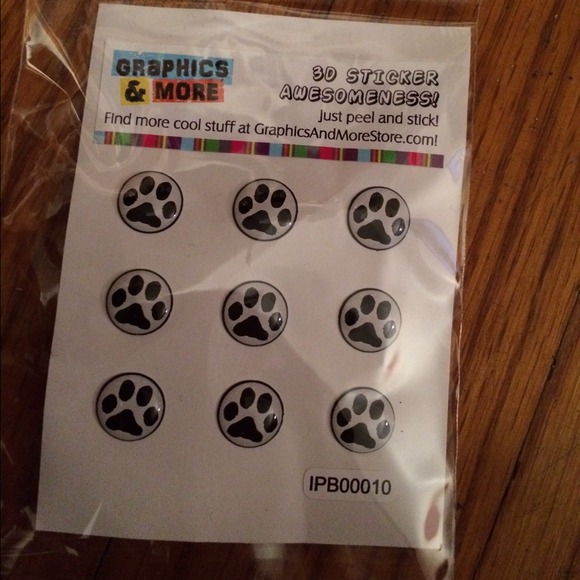 GRAPHICS
& MORE
3D STICKER
AWESOMENESS!
Just peel and stick!
Find more cool stuff at GraphicsAndMoreStore.com!
IPB00010